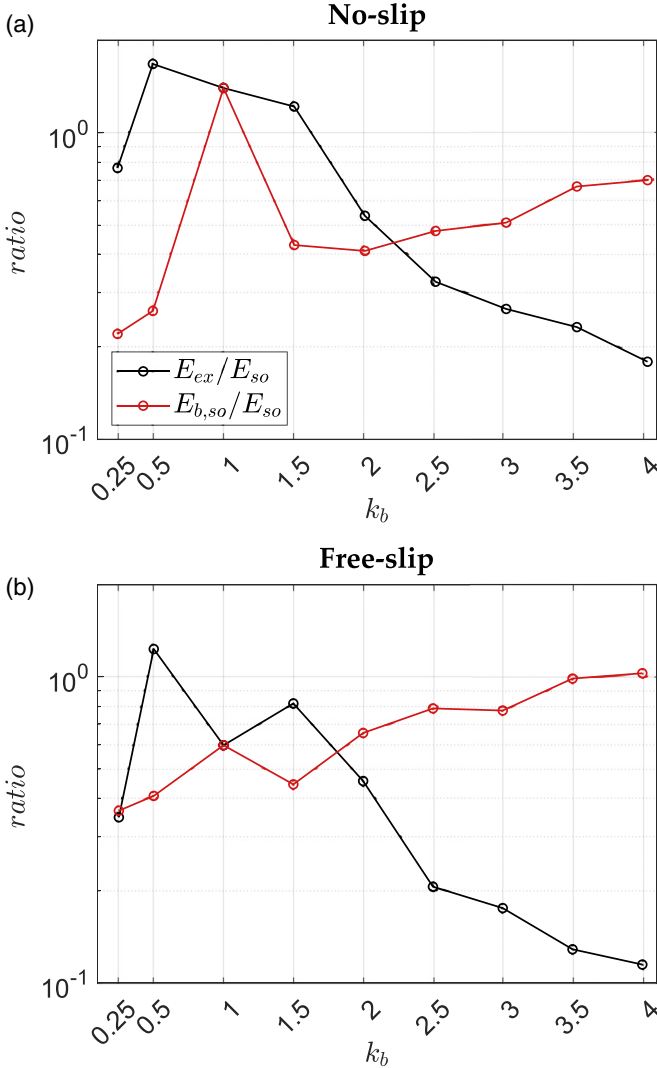 (a)
No-slip
10^0
ratio
10^-1
E_ex/E_so
E_b,so/E_so
0.25 0.5 1 1.5 2 2.5 3 3.5 4
k_b
(b)
Free-slip
10^0
ratio
10^-1
0.25 0.5 1 1.5 2 2.5 3 3.5 4
k_b